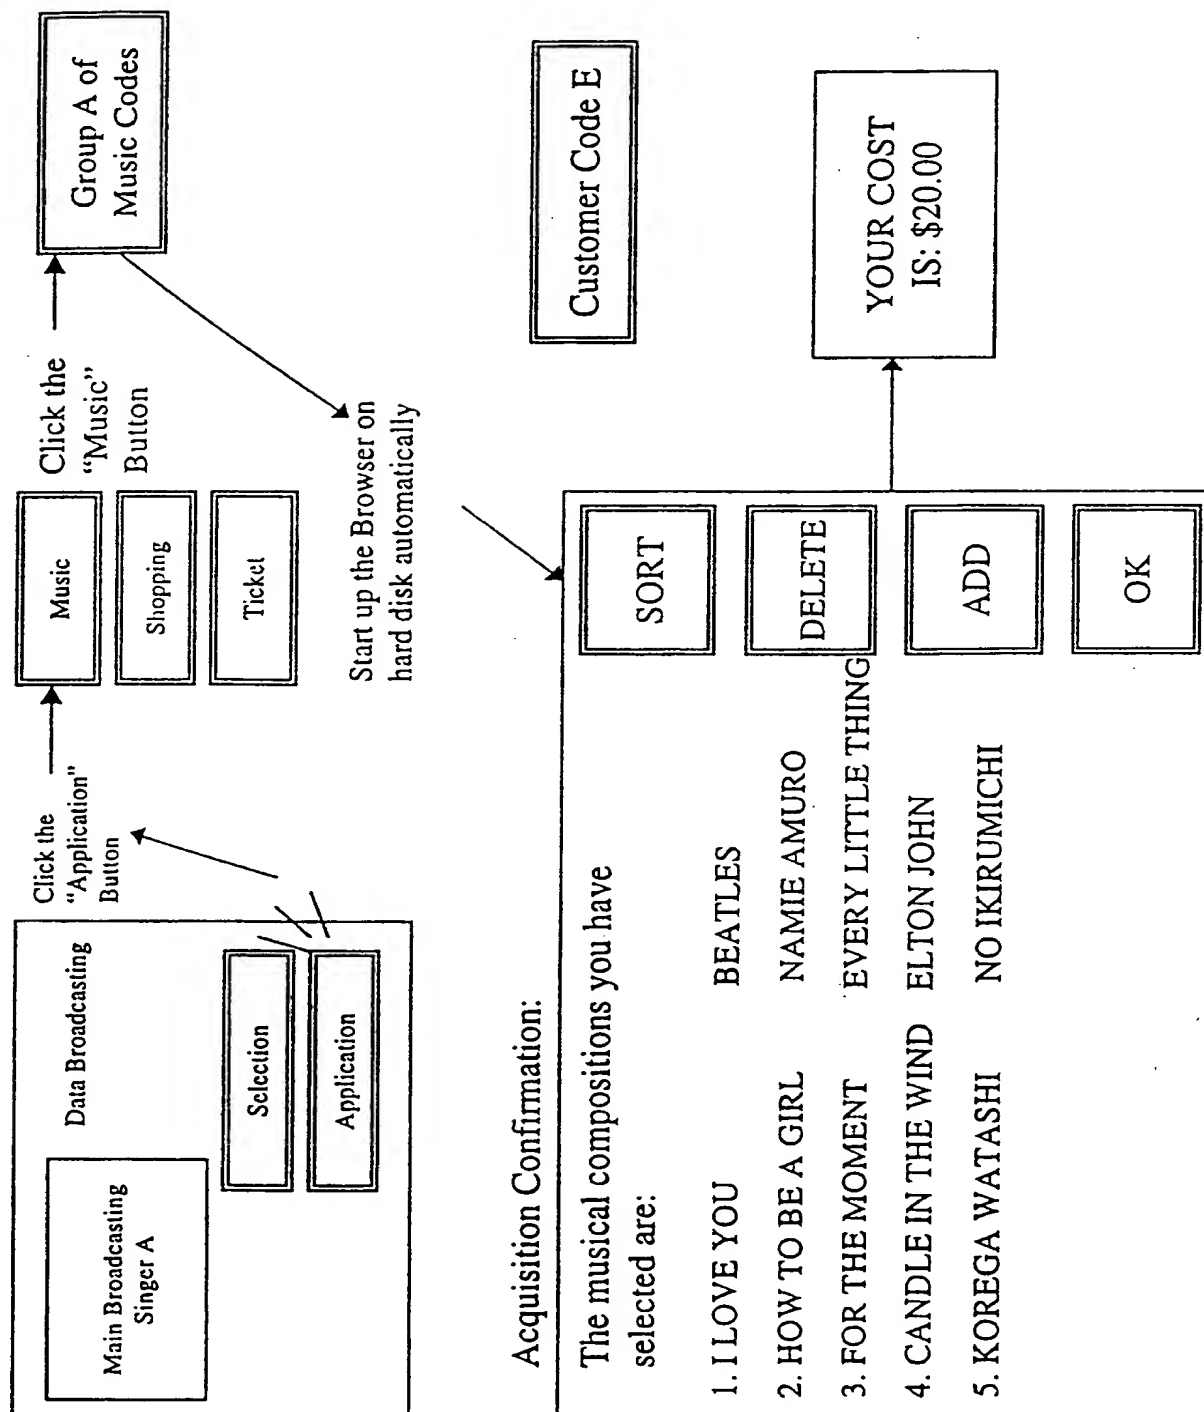 Main Broadcasting
Singer A
Data Broadcasting
Selection
Application
Click the
“Application”
Button
Music
Shopping
Ticket
Click the
“Music”
Button
Group A of
Music Codes
Start up the Browser on
hard disk automatically
Customer Code E
Acquisition Confirmation:
The musical compositions you have
selected are:
1. I LOVE YOU BEATLES
2. HOW TO BE A GIRL NAMIE AMURO
3. FOR THE MOMENT EVERY LITTLE THING
4. CANDLE IN THE WIND ELTON JOHN
5. KOREGA WATASHI NO IKIRUMICHI
SORT
DELETE
ADD
OK
YOUR COST
IS: $20.00